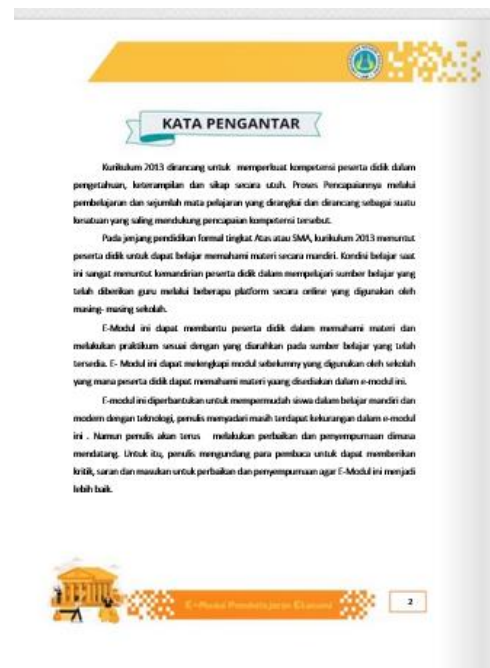 KATA PENGANTAR
Kurikulum 2013 dirancang untuk memperkuat kompetensi peserta didik dalam
pengetahuan, keterampilan dan sikap secara utuh. Proses Pencapaiannya melalui
pembelajaran dan sejumlah mata pelajaran yang dirangkai dan dirancang sebagai suatu
kesatuan yang saling mendukung pencapaian kompetensi tersebut.
Pada jenjang pendidikan formal tingkat Atas atau SMA, kurikulum 2013 menuntut
peserta didik untuk dapat belajar memahami materi secara mandiri. Kondisi belajar saat
ini sangat menuntut kemandirian peserta didik dalam mempelajari sumber belajar yang
telah diberikan guru melalui beberapa platform secara online yang digunakan oleh
masing- masing sekolah.
E-Modul ini dapat membantu peserta didik dalam memahami materi dan
melakukan praktikum sesuai dengan yang diarahkan pada sumber belajar yang telah
tersedia. E- Modul ini dapat melengkapi modul sebelumny yang digunakan oleh sekolah
yang mana peserta didik dapat memahami materi yaang disediakan dalam e-modul ini.
E-modul ini diperbantukan untuk mempermudah siswa dalam belajar mandiri dan
modern dengan teknologi, penulis menyadari masih terdapat kekurangan dalam e-modul
ini . Namun penulis akan terus melakukan perbaikan dan penyempurnaan dimasa
mendatang. Untuk itu, penulis mengundang para pembaca untuk dapat memberikan
kritik, saran dan masukan untuk perbaikan dan penyempurnaan agar E-Modul ini menjadi
lebih baik.
E-Modul Pembelajaran Ekonomi
2